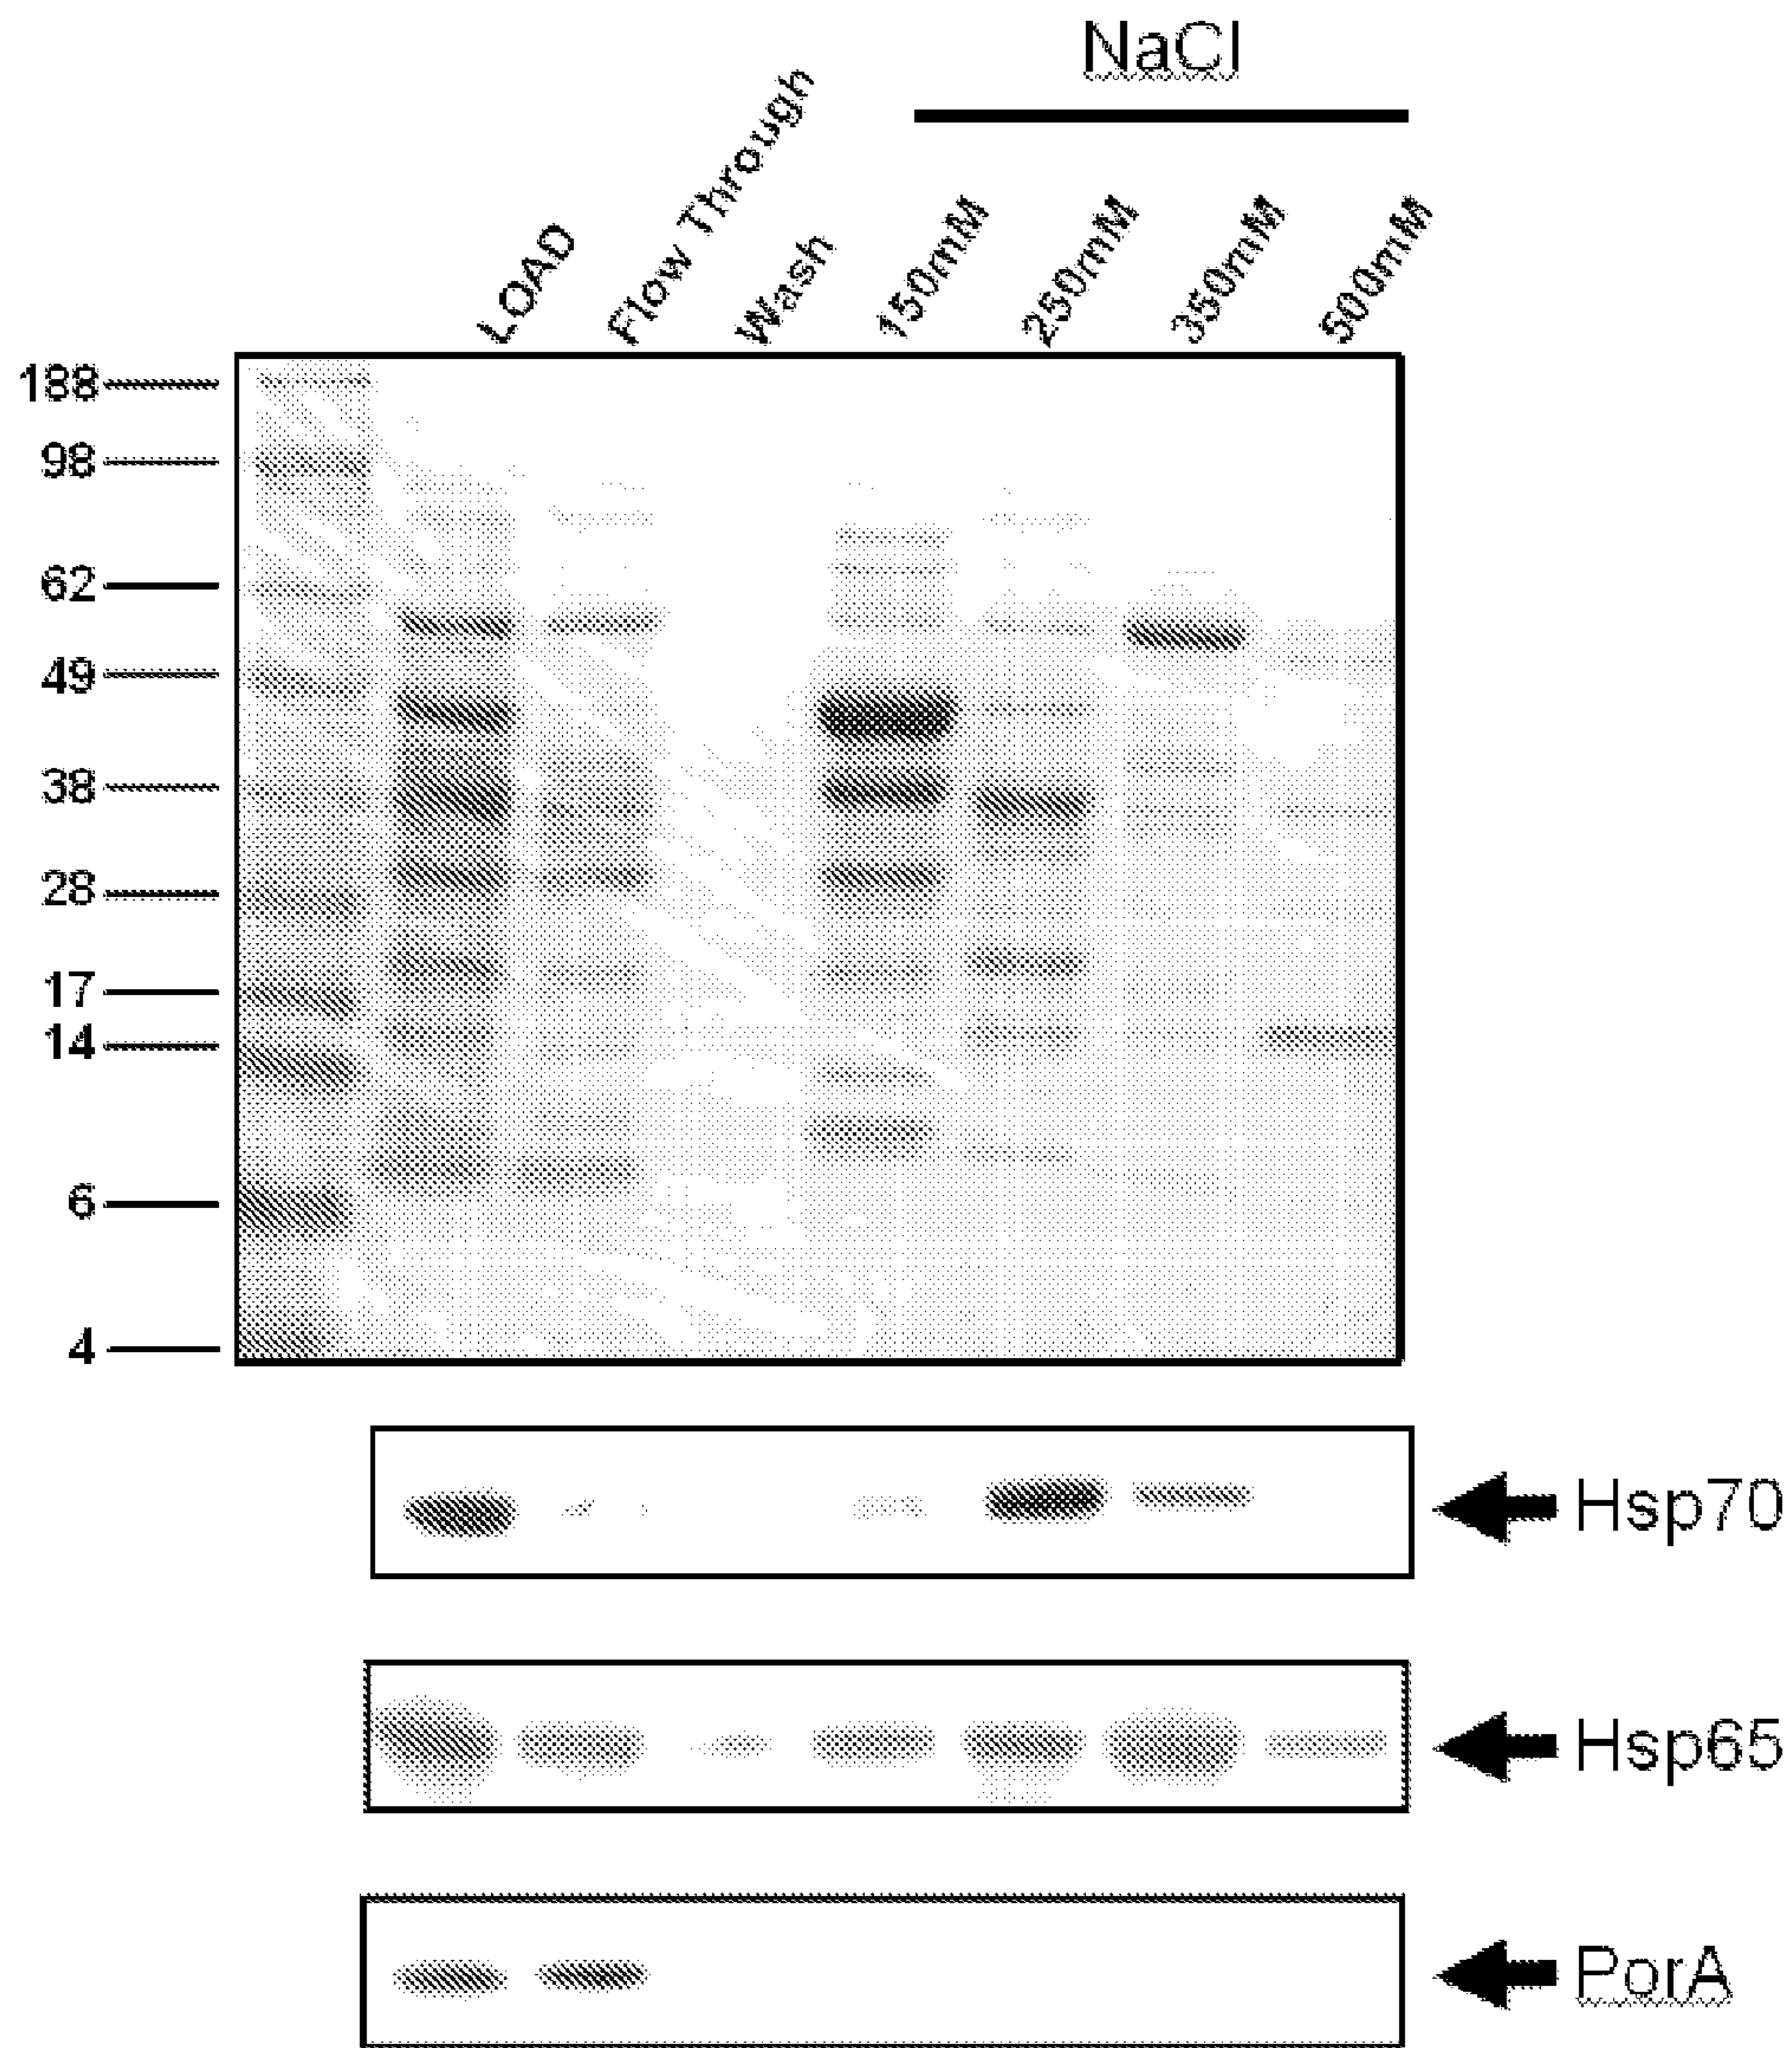 NaCl
LOAD
Flow Through
Wash
150mM
250mM
350mM
500mM
188
98
62
49
38
28
17
14
6
4
Hsp70
Hsp65
PorA